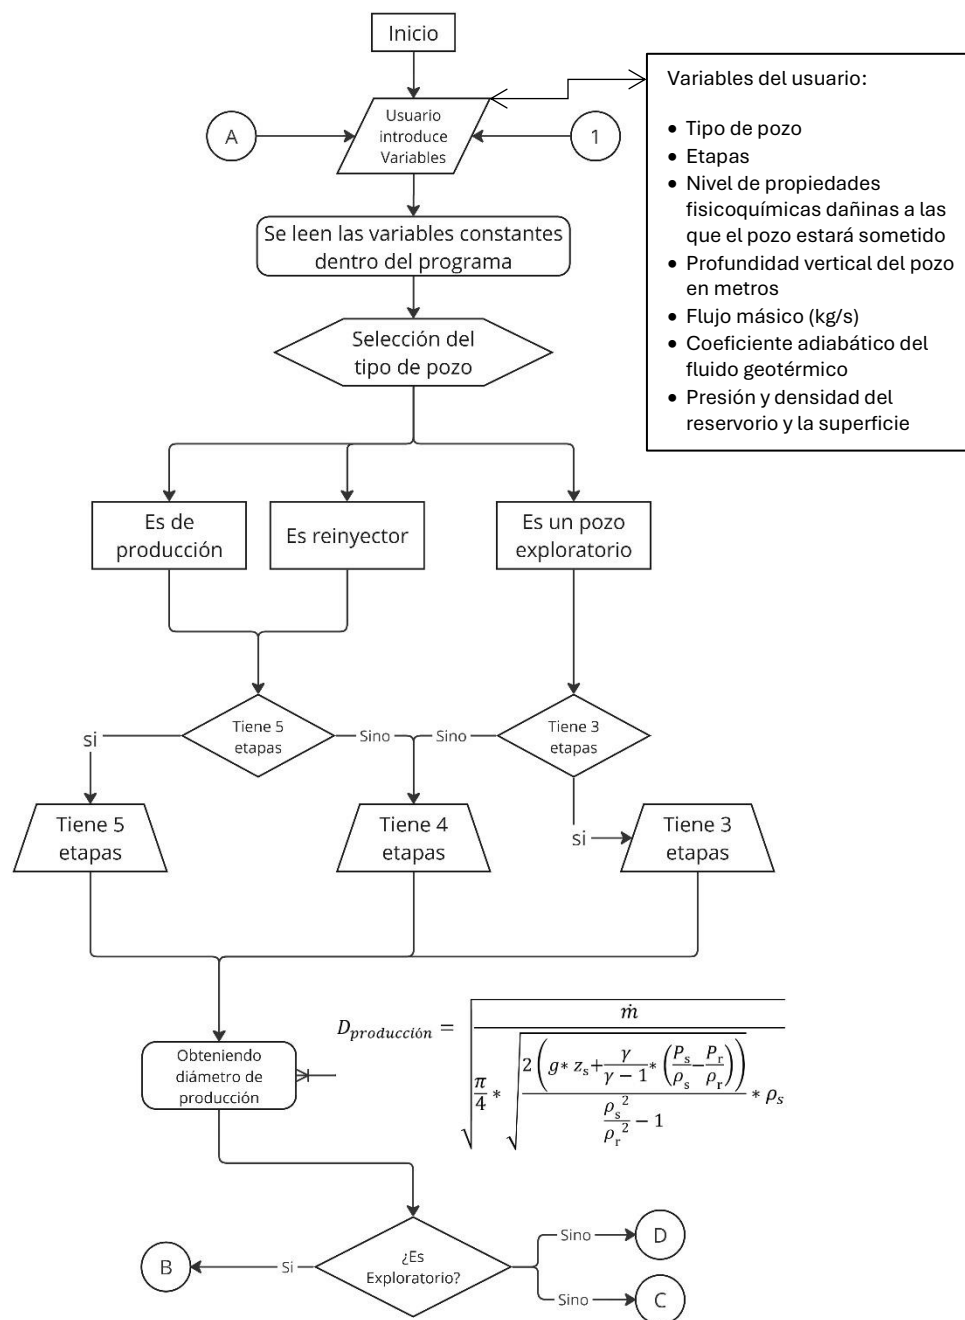 Inicio
Usuario
introduce
Variables
A
1
Variables del usuario:
• Tipo de pozo
• Etapas
• Nivel de propiedades
fisicoquímicas dañinas a las
que el pozo estará sometido
• Profundidad vertical del pozo
en metros
• Flujo másico (kg/s)
• Coeficiente adiabático del
fluido geotérmico
• Presión y densidad del
reservorio y la superficie
Se leen las variables constantes
dentro del programa
Selección del
tipo de pozo
Es de
producción
Es reinyector
Es un pozo
exploratorio
Tiene 5
etapas
Tiene 3
etapas
si
Sino
Sino
si
Tiene 5
etapas
Tiene 4
etapas
Tiene 3
etapas
Obteniendo
diámetro de
producción
D_producción = √(ṁ / (π/4 * √(2 (g* z_s + γ/(γ − 1) * (P_s/ρ_s − P_r/ρ_r)) / (ρ_s²/ρ_r² − 1)) * ρ_s))
¿Es
Exploratorio?
Si
B
Sino
D
Sino
C